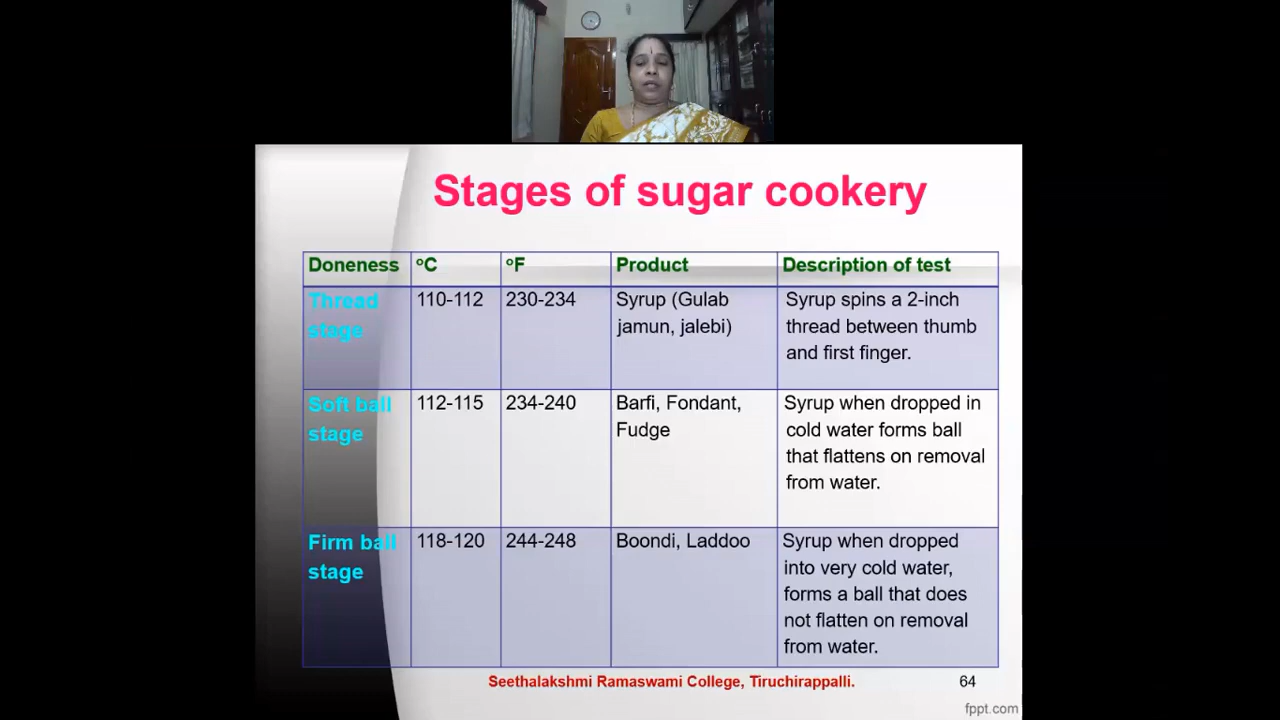 Stages of sugar cookery
Doneness °C °F Product Description of test
Thread stage 110-112 230-234 Syrup (Gulab jamun, jalebi) Syrup spins a 2-inch thread between thumb and first finger.
Soft ball stage 112-115 234-240 Barfi, Fondant, Fudge Syrup when dropped in cold water forms ball that flattens on removal from water.
Firm ball stage 118-120 244-248 Boondi, Laddoo Syrup when dropped into very cold water, forms a ball that does not flatten on removal from water.
Seethalakshmi Ramaswami College, Tiruchirappalli. 64
fppt.com